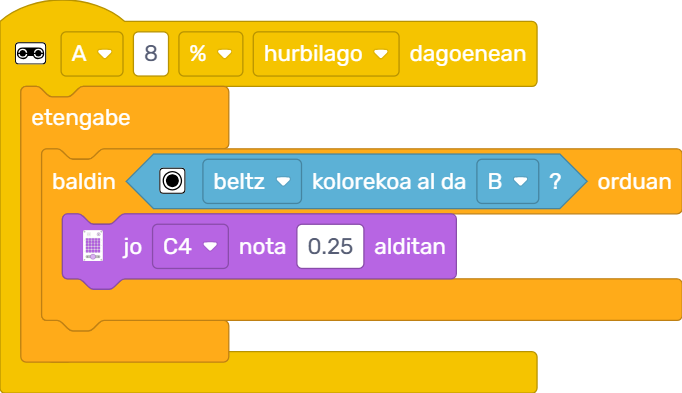 A 8 % hurbilago dagoenean
etengabe
baldin beltz kolorekoa al da B ? orduan
jo C4 nota 0.25 alditan